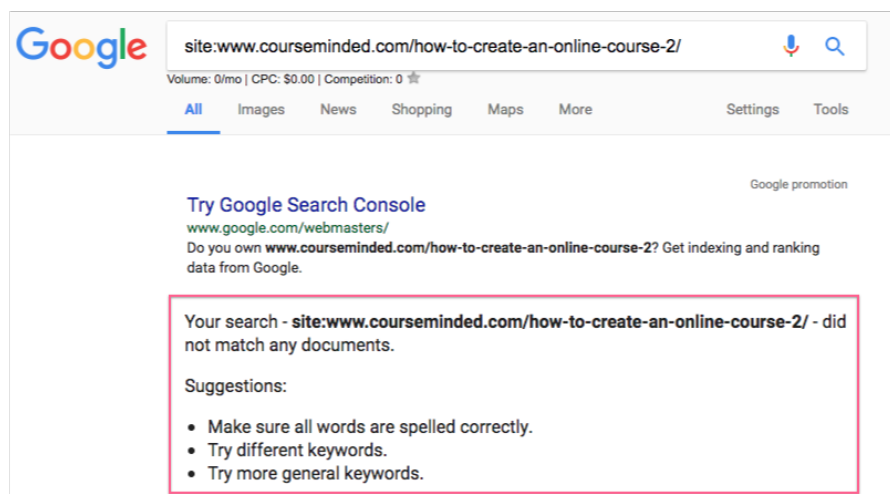 Google
site:www.courseminded.com/how-to-create-an-online-course-2/
Volume: 0/mo | CPC: $0.00 | Competition: 0
All Images News Shopping Maps More Settings Tools
Google promotion
Try Google Search Console
www.google.com/webmasters/
Do you own www.courseminded.com/how-to-create-an-online-course-2? Get indexing and ranking
data from Google.
Your search - site:www.courseminded.com/how-to-create-an-online-course-2/ - did
not match any documents.
Suggestions:
• Make sure all words are spelled correctly.
• Try different keywords.
• Try more general keywords.